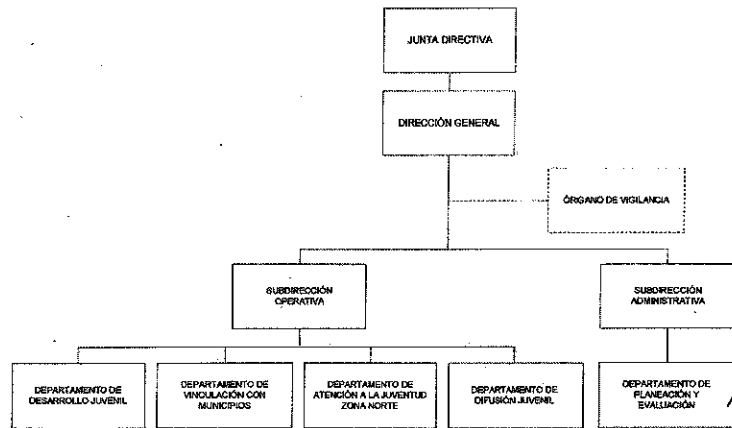 JUNTA DIRECTIVA
DIRECCIÓN GENERAL
ÓRGANO DE VIGILANCIA
SUBDIRECCIÓN
OPERATIVA
SUBDIRECCIÓN
ADMINISTRATIVA
DEPARTAMENTO DE
DESARROLLO JUVENIL
DEPARTAMENTO DE
VINCULACIÓN CON
MUNICIPIOS
DEPARTAMENTO DE
ATENCIÓN A LA JUVENTUD
ZONA NORTE
DEPARTAMENTO DE
DIFUSIÓN JUVENIL
DEPARTAMENTO DE
PLANEACIÓN Y
EVALUACIÓN